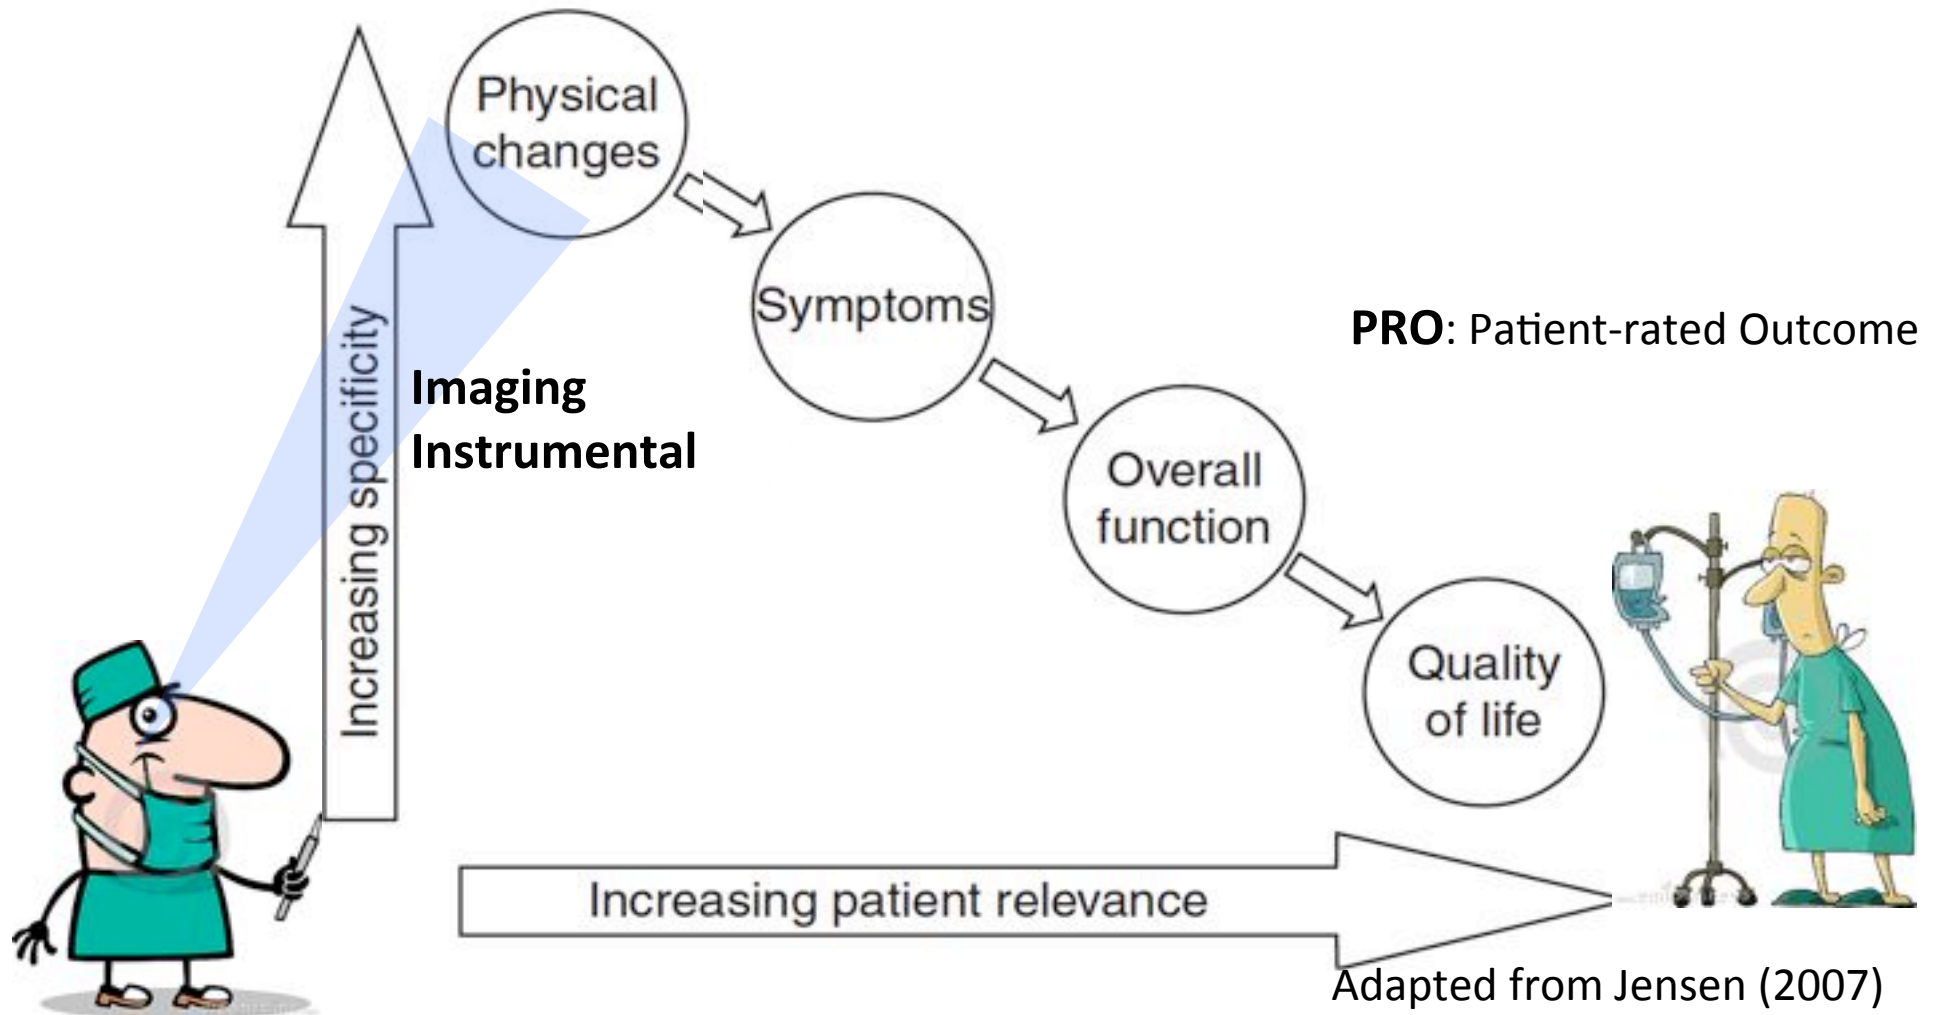 Physical
changes
Symptoms
PRO: Patient-rated Outcome
Increasing specificity
Imaging
Instrumental
Overall
function
Quality
of life
Increasing patient relevance
Adapted from Jensen (2007)